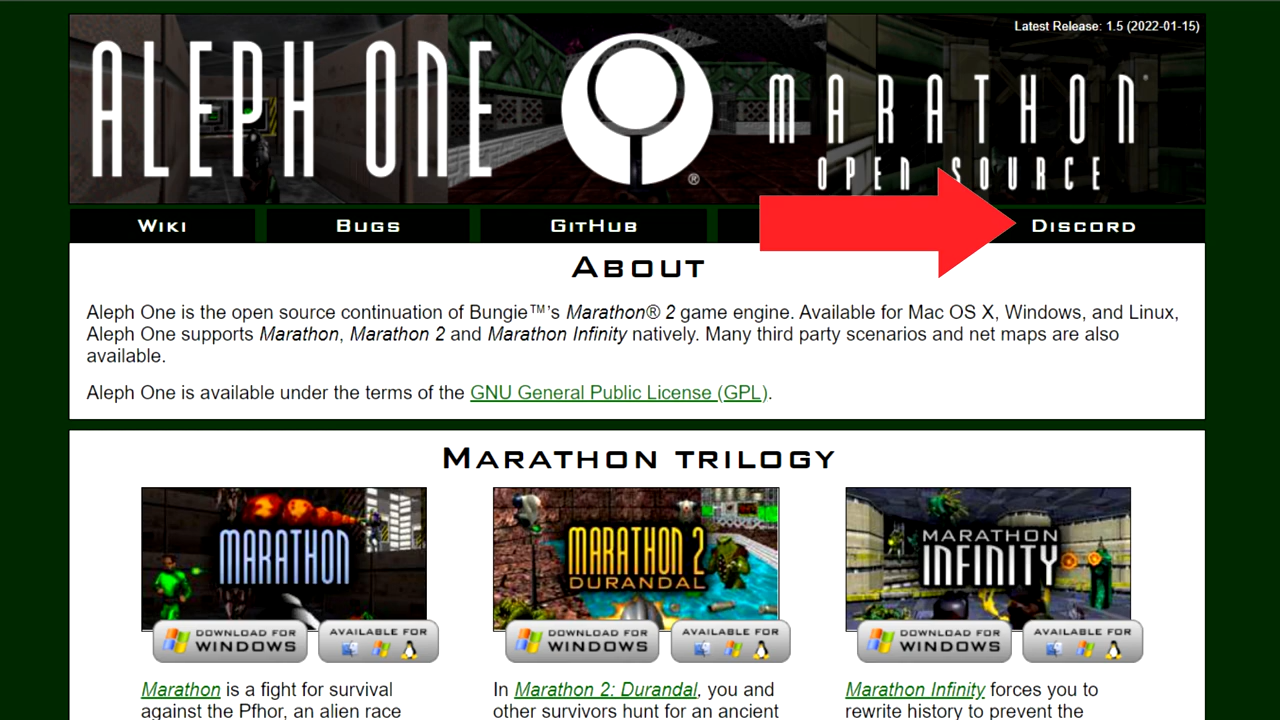 Latest Release: 1.5 (2022-01-15)
ALEPH ONE
®
MARATHON®
OPEN SOURCE
WIKI
BUGS
GITHUB
DISCORD
ABOUT
Aleph One is the open source continuation of Bungie™'s Marathon® 2 game engine. Available for Mac OS X, Windows, and Linux,
Aleph One supports Marathon, Marathon 2 and Marathon Infinity natively. Many third party scenarios and net maps are also
available.
Aleph One is available under the terms of the GNU General Public License (GPL).
MARATHON TRILOGY
MARATHON
DOWNLOAD FOR
WINDOWS
AVAILABLE FOR
MARATHON 2
DURANDAL
DOWNLOAD FOR
WINDOWS
AVAILABLE FOR
MARATHON
INFINITY
DOWNLOAD FOR
WINDOWS
AVAILABLE FOR
Marathon is a fight for survival
against the Pfhor, an alien race
In Marathon 2: Durandal, you and
other survivors hunt for an ancient
Marathon Infinity forces you to
rewrite history to prevent the